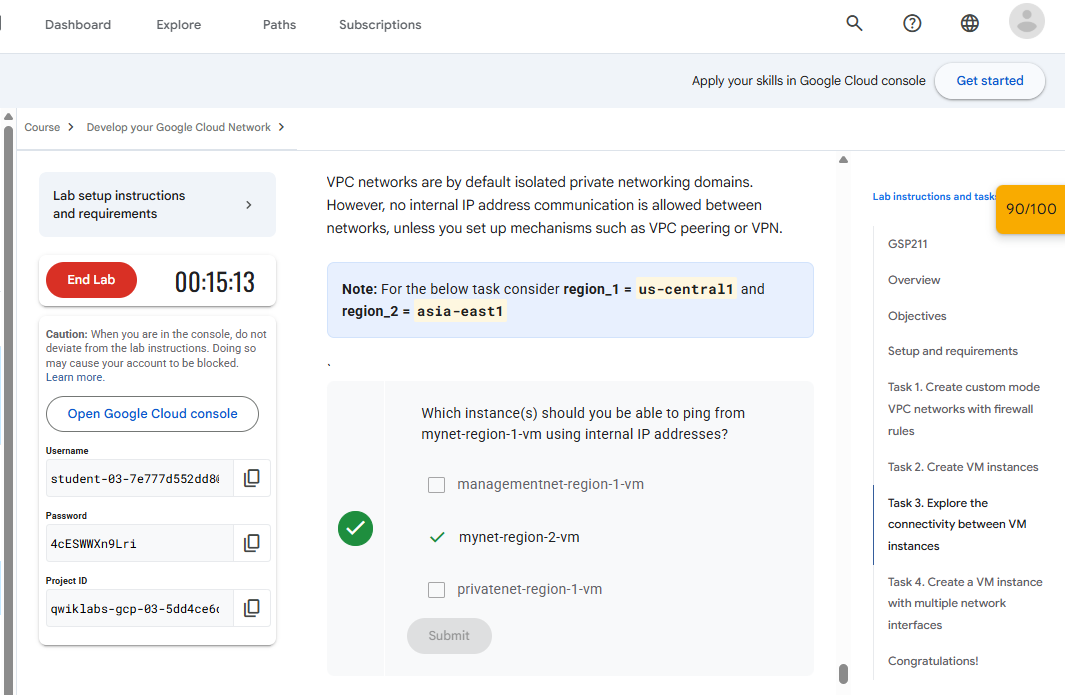 Dashboard Explore Paths Subscriptions
Apply your skills in Google Cloud console Get started
Course Develop your Google Cloud Network
Lab setup instructions
and requirements
End Lab 00:15:13
Caution: When you are in the console, do not
deviate from the lab instructions. Doing so
may cause your account to be blocked.
Learn more.
Open Google Cloud console
Username
student-03-7e777d552dd8
Password
4cESWWXn9Lri
Project ID
qwiklabs-gcp-03-5dd4ce6
VPC networks are by default isolated private networking domains.
However, no internal IP address communication is allowed between
networks, unless you set up mechanisms such as VPC peering or VPN.
Note: For the below task consider region_1 = us-central1 and
region_2 = asia-east1
Which instance(s) should you be able to ping from
mynet-region-1-vm using internal IP addresses?
managementnet-region-1-vm
mynet-region-2-vm
privatenet-region-1-vm
Submit
Lab instructions and tasks
90/100
GSP211
Overview
Objectives
Setup and requirements
Task 1. Create custom mode
VPC networks with firewall
rules
Task 2. Create VM instances
Task 3. Explore the
connectivity between VM
instances
Task 4. Create a VM instance
with multiple network
interfaces
Congratulations!